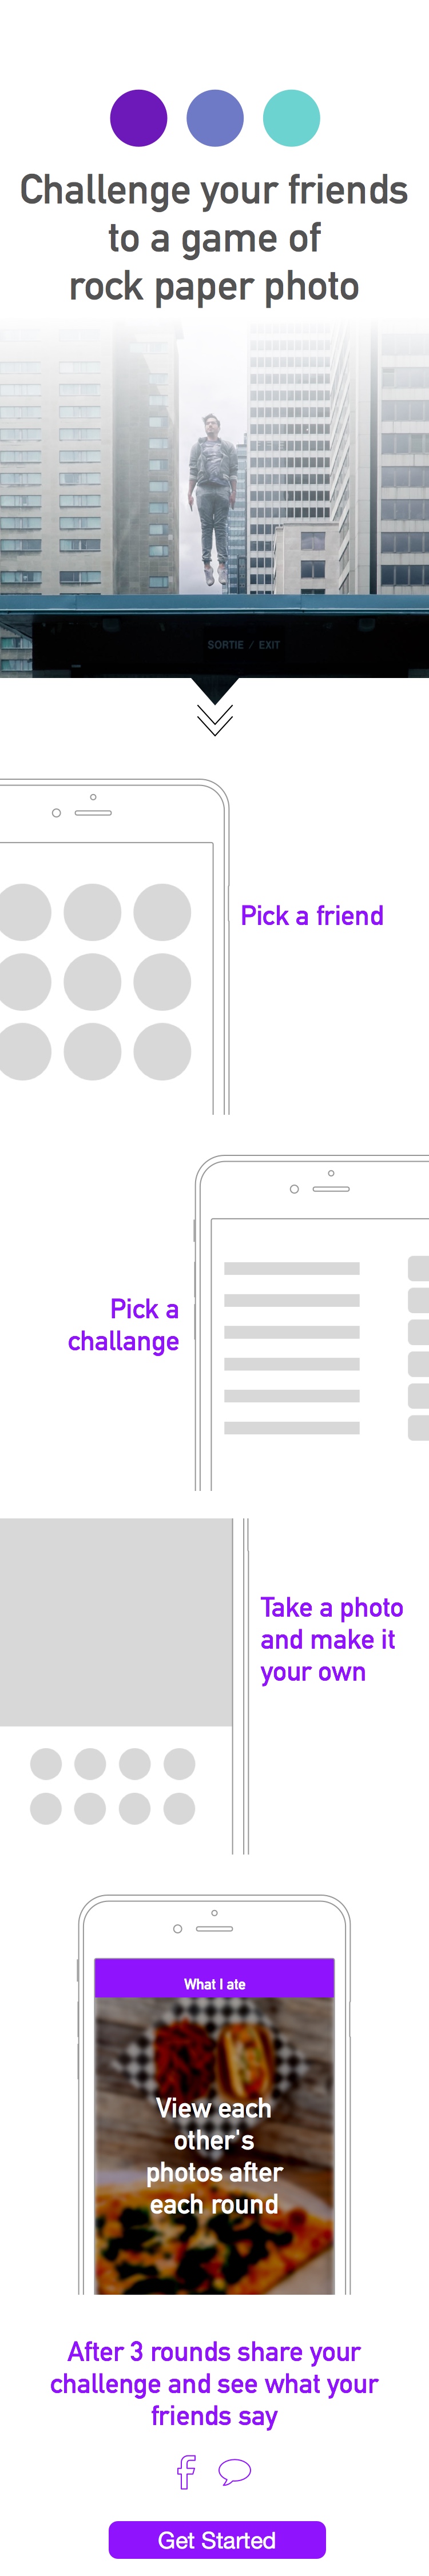 Challenge your friends
to a game of
rock paper photo
SORTIE / EXIT
Pick a friend
Pick a
challange
Take a photo
and make it
your own
What I ate
View each
other's
photos after
each round
After 3 rounds share your
challenge and see what your
friends say
Get Started